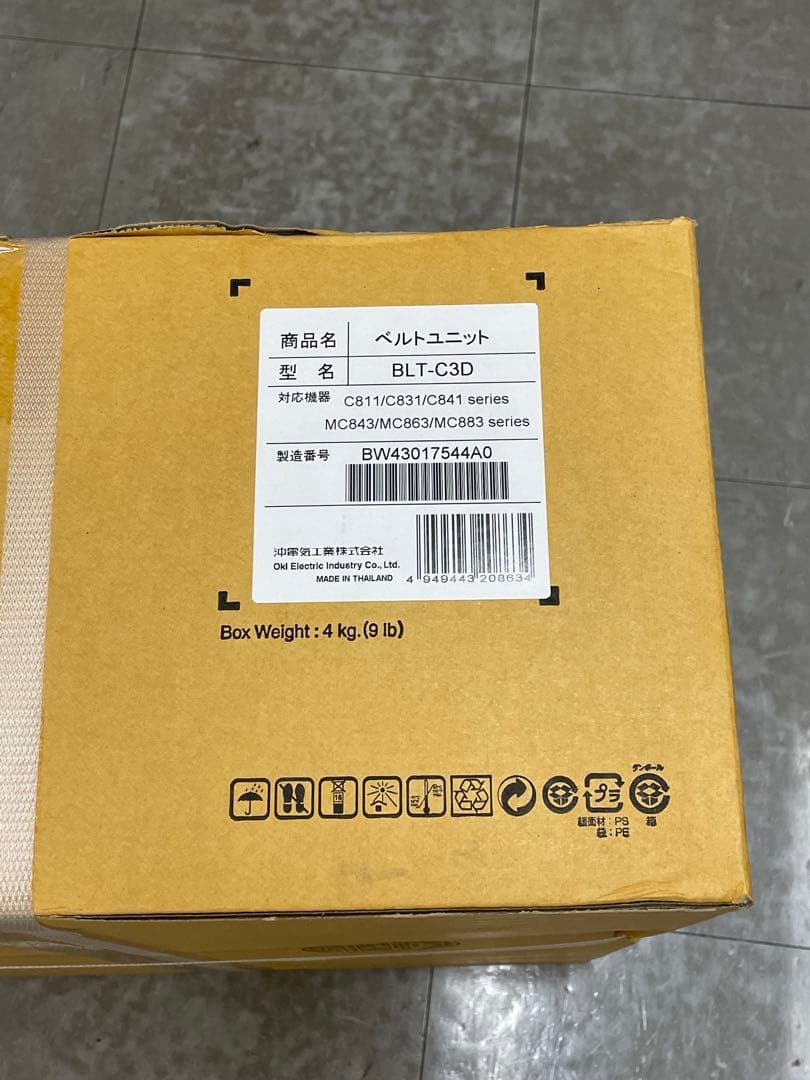 商品名 ベルトユニット
型 名 BLT-C3D
対応機器 C811/C831/C841 series
MC843/MC863/MC883 series
製造番号 BW43017544A0
沖電気工業株式会社
Oki Electric Industry Co., Ltd.
MADE IN THAILAND
4 949443 208634
Box Weight : 4 kg.(9 lb)
ダンボール
16
プラ
緩衝材：PS
袋：PE
箱